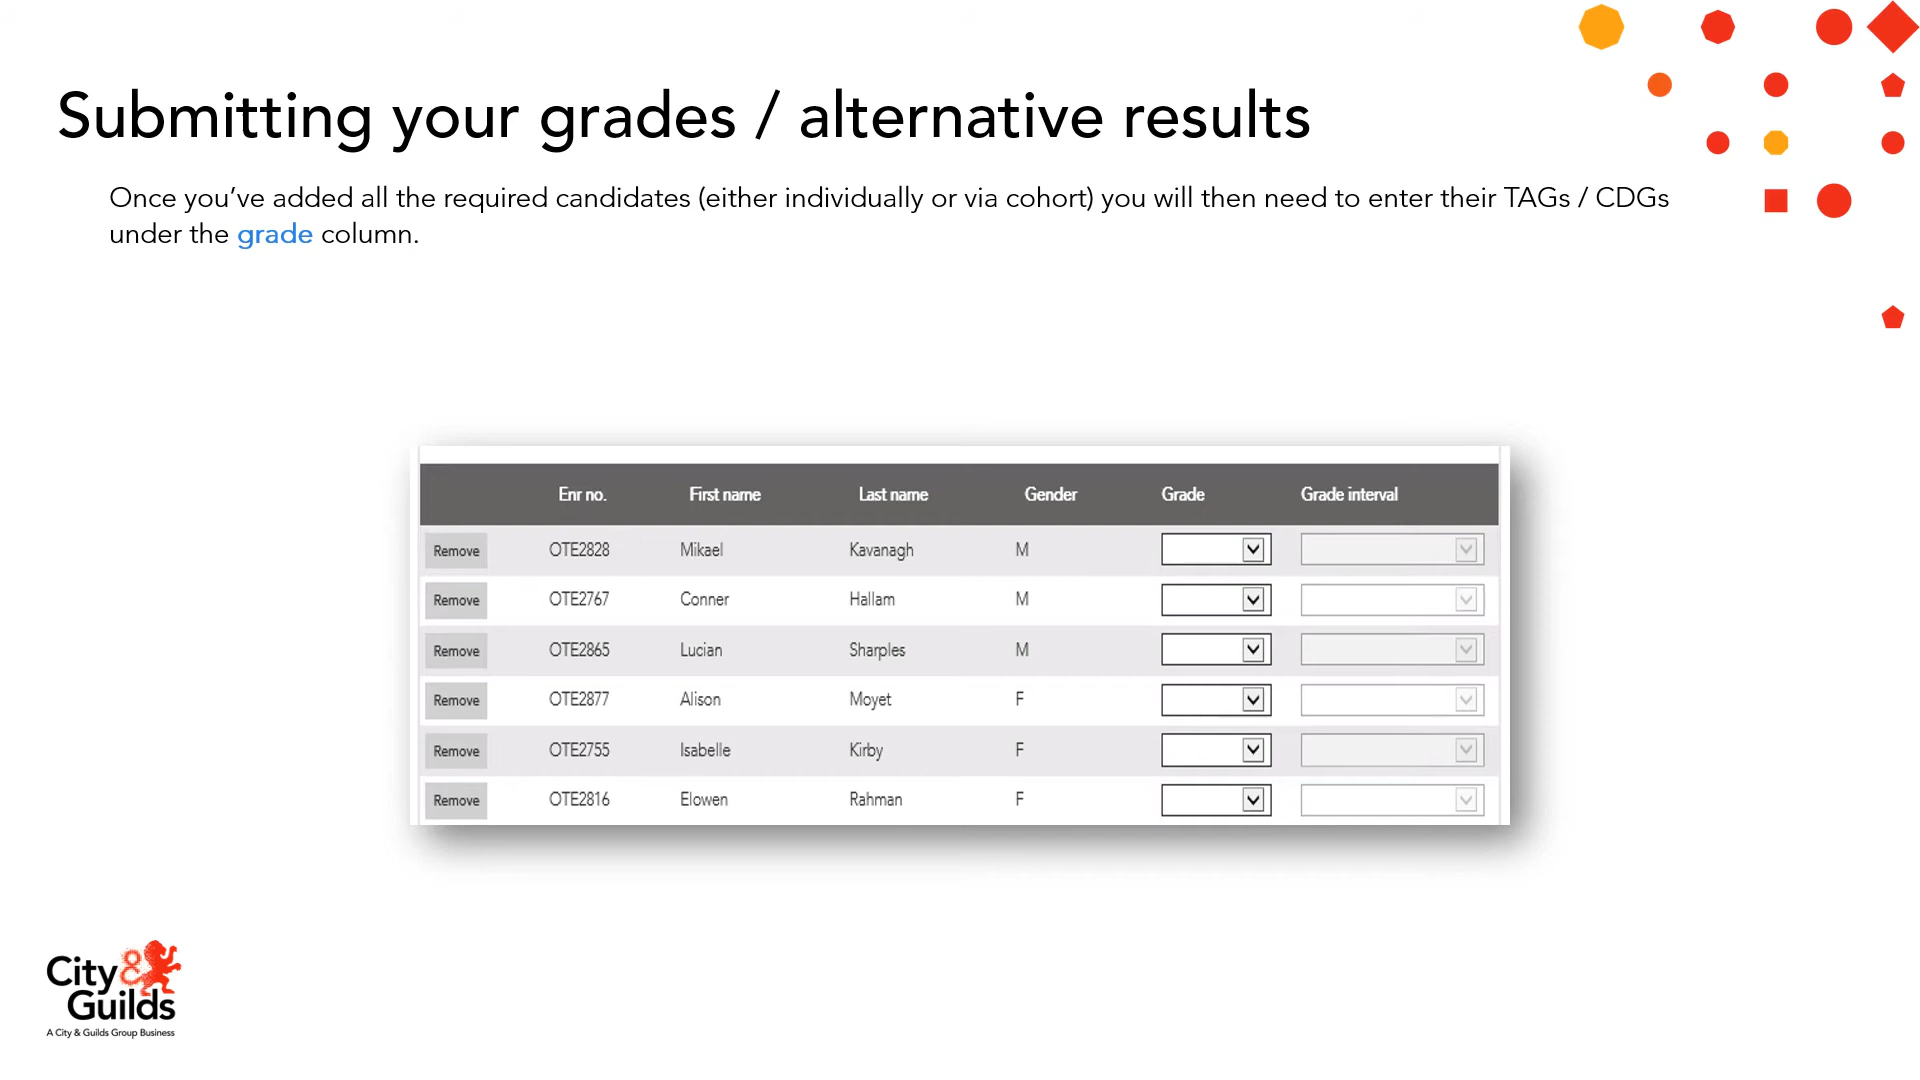 Submitting your grades / alternative results
Once you’ve added all the required candidates (either individually or via cohort) you will then need to enter their TAGs / CDGs
under the grade column.
Enr no. First name Last name Gender Grade Grade interval
Remove OTE2828 Mikael Kavanagh M
Remove OTE2767 Conner Hallam M
Remove OTE2865 Lucian Sharples M
Remove OTE2877 Alison Moyet F
Remove OTE2755 Isabelle Kirby F
Remove OTE2816 Elowen Rahman F
City &
Guilds
A City & Guilds Group Business